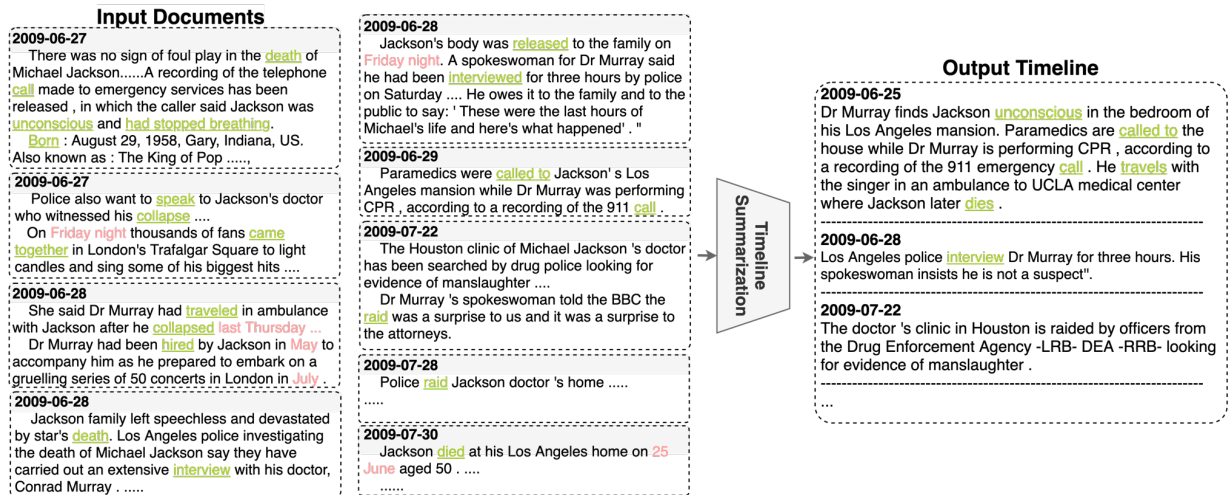 Input Documents
2009-06-27
There was no sign of foul play in the death of
Michael Jackson......A recording of the telephone
call made to emergency services has been
released , in which the caller said Jackson was
unconscious and had stopped breathing.
Born : August 29, 1958, Gary, Indiana, US.
Also known as : The King of Pop .....,
2009-06-27
Police also want to speak to Jackson's doctor
who witnessed his collapse ....
On Friday night thousands of fans came
together in London's Trafalgar Square to light
candles and sing some of his biggest hits ....
2009-06-28
She said Dr Murray had traveled in ambulance
with Jackson after he collapsed last Thursday ...
Dr Murray had been hired by Jackson in May to
accompany him as he prepared to embark on a
gruelling series of 50 concerts in London in July .
2009-06-28
Jackson family left speechless and devastated
by star's death. Los Angeles police investigating
the death of Michael Jackson say they have
carried out an extensive interview with his doctor,
Conrad Murray . .....
2009-06-28
Jackson's body was released to the family on
Friday night. A spokeswoman for Dr Murray said
he had been interviewed for three hours by police
on Saturday .... He owes it to the family and to the
public to say: ' These were the last hours of
Michael's life and here's what happened' . "
2009-06-29
Paramedics were called to Jackson' s Los
Angeles mansion while Dr Murray was performing
CPR , according to a recording of the 911 call .
2009-07-22
The Houston clinic of Michael Jackson 's doctor
has been searched by drug police looking for
evidence of manslaughter ....
Dr Murray 's spokeswoman told the BBC the
raid was a surprise to us and it was a surprise to
the attorneys.
2009-07-28
Police raid Jackson doctor 's home .....
.....
2009-07-30
Jackson died at his Los Angeles home on 25
June aged 50 . ....
......
Timeline
Summarization
Output Timeline
2009-06-25
Dr Murray finds Jackson unconscious in the bedroom of
his Los Angeles mansion. Paramedics are called to the
house while Dr Murray is performing CPR , according to
a recording of the 911 emergency call . He travels with
the singer in an ambulance to UCLA medical center
where Jackson later dies .
2009-06-28
Los Angeles police interview Dr Murray for three hours. His
spokeswoman insists he is not a suspect".
2009-07-22
The doctor 's clinic in Houston is raided by officers from
the Drug Enforcement Agency -LRB- DEA -RRB- looking
for evidence of manslaughter .
...